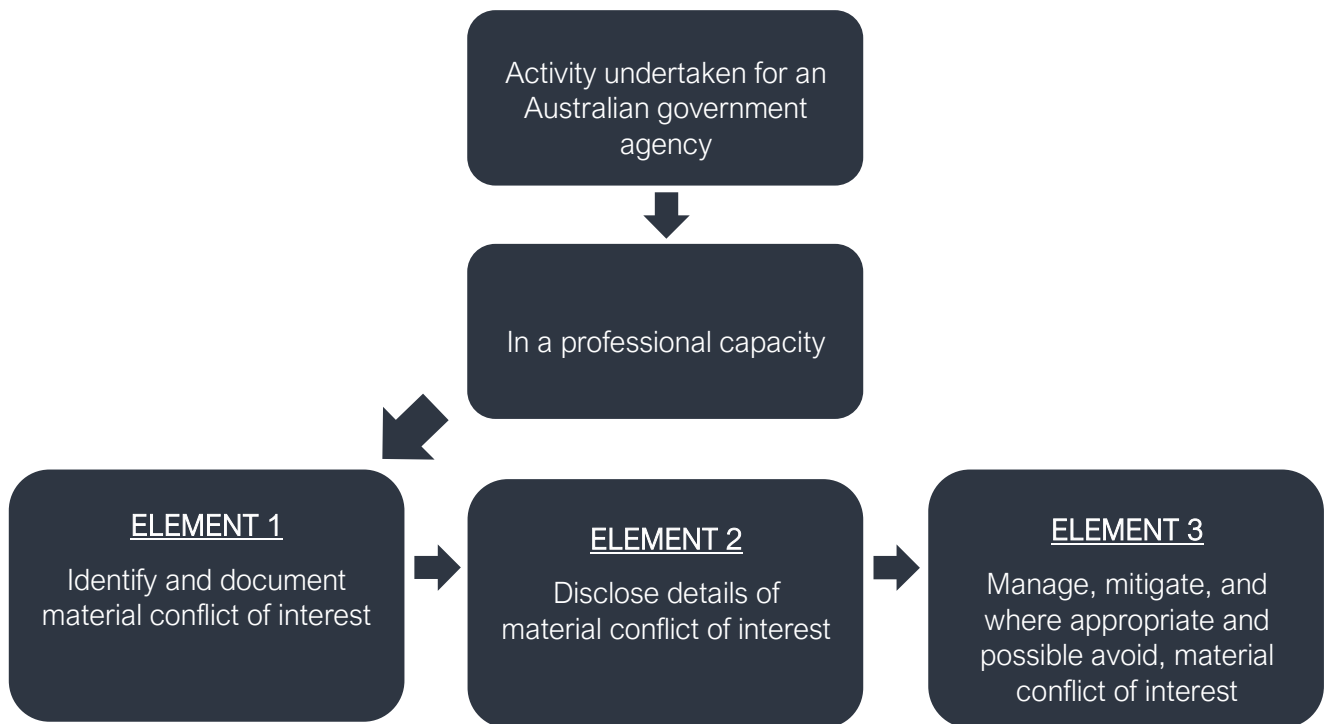 Activity undertaken for an
Australian government
agency
In a professional capacity
ELEMENT 1
Identify and document
material conflict of interest
ELEMENT 2
Disclose details of
material conflict of interest
ELEMENT 3
Manage, mitigate, and
where appropriate and
possible avoid, material
conflict of interest